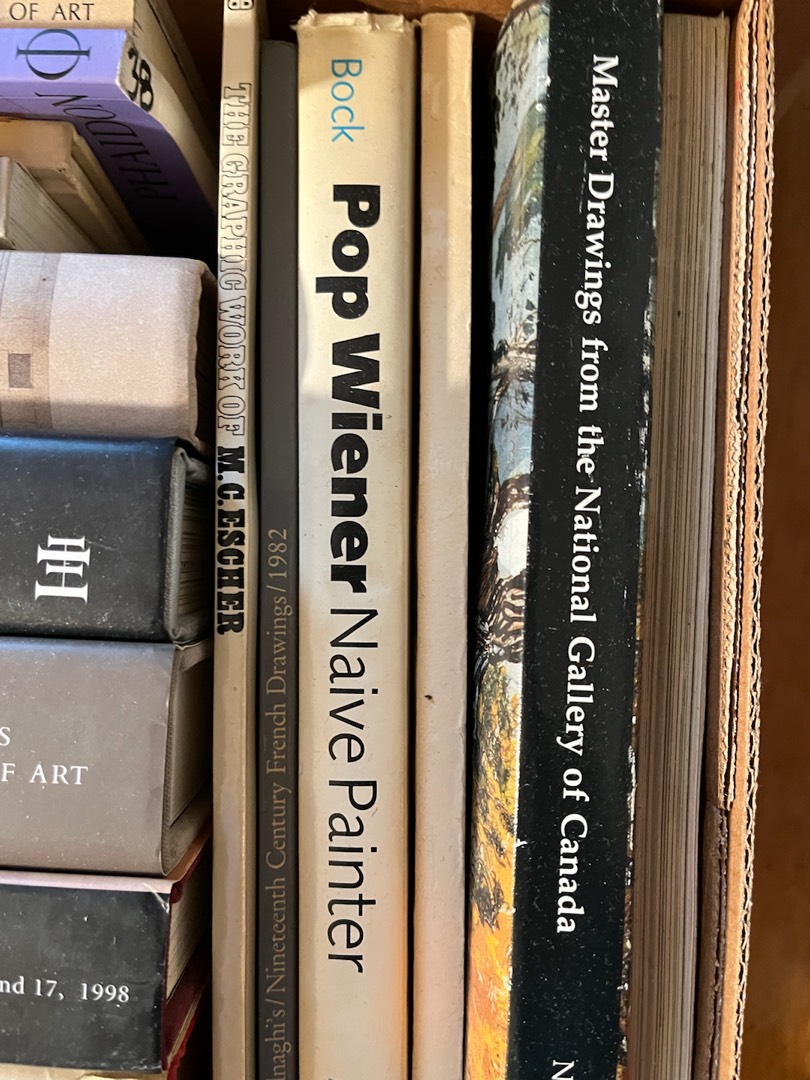 OF ART
Φ
38
PHAIDON
8
THE GRAPHIC WORK OF M.C. ESCHER
naghi's/Nineteenth Century French Drawings/1982
Bock
Pop Wiener Naive Painter
Master Drawings from the National Gallery of Canada
N
H
S
F ART
nd 17, 1998